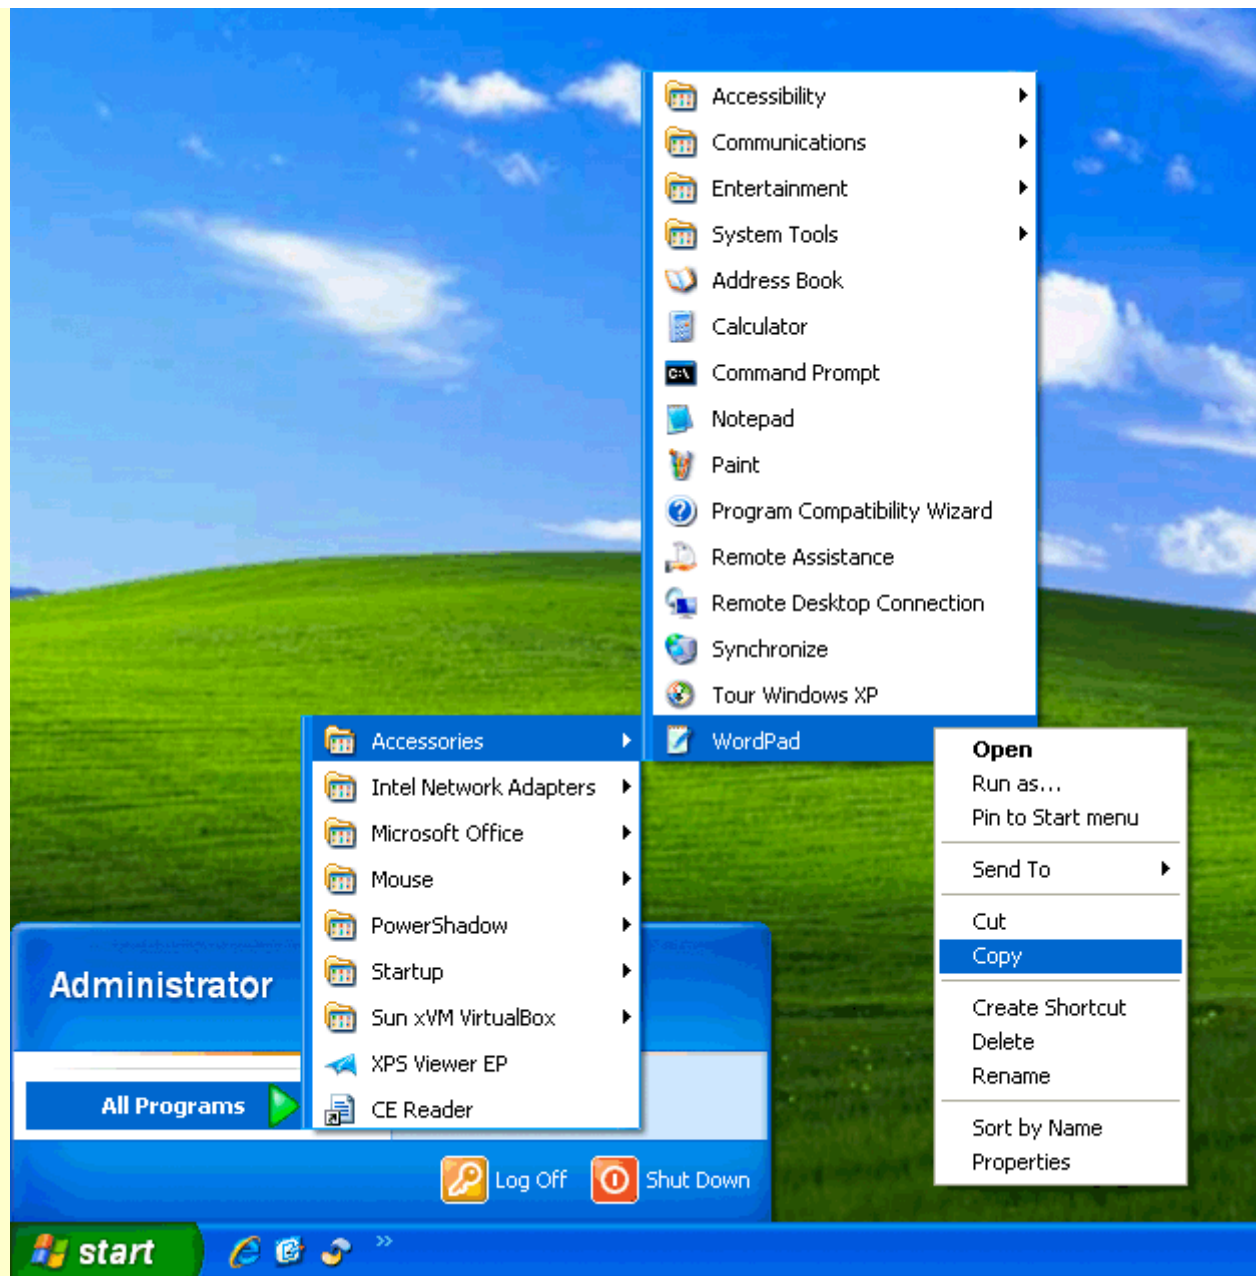 Accessibility
Communications
Entertainment
System Tools
Address Book
Calculator
C:\
Command Prompt
Notepad
Paint
Program Compatibility Wizard
Remote Assistance
Remote Desktop Connection
Synchronize
Tour Windows XP
WordPad
Accessories
Intel Network Adapters
Microsoft Office
Mouse
PowerShadow
Startup
Sun xVM VirtualBox
XPS Viewer EP
CE Reader
Open
Run as...
Pin to Start menu
Send To
Cut
Copy
Create Shortcut
Delete
Rename
Sort by Name
Properties
Administrator
All Programs
Log Off
Shut Down
start